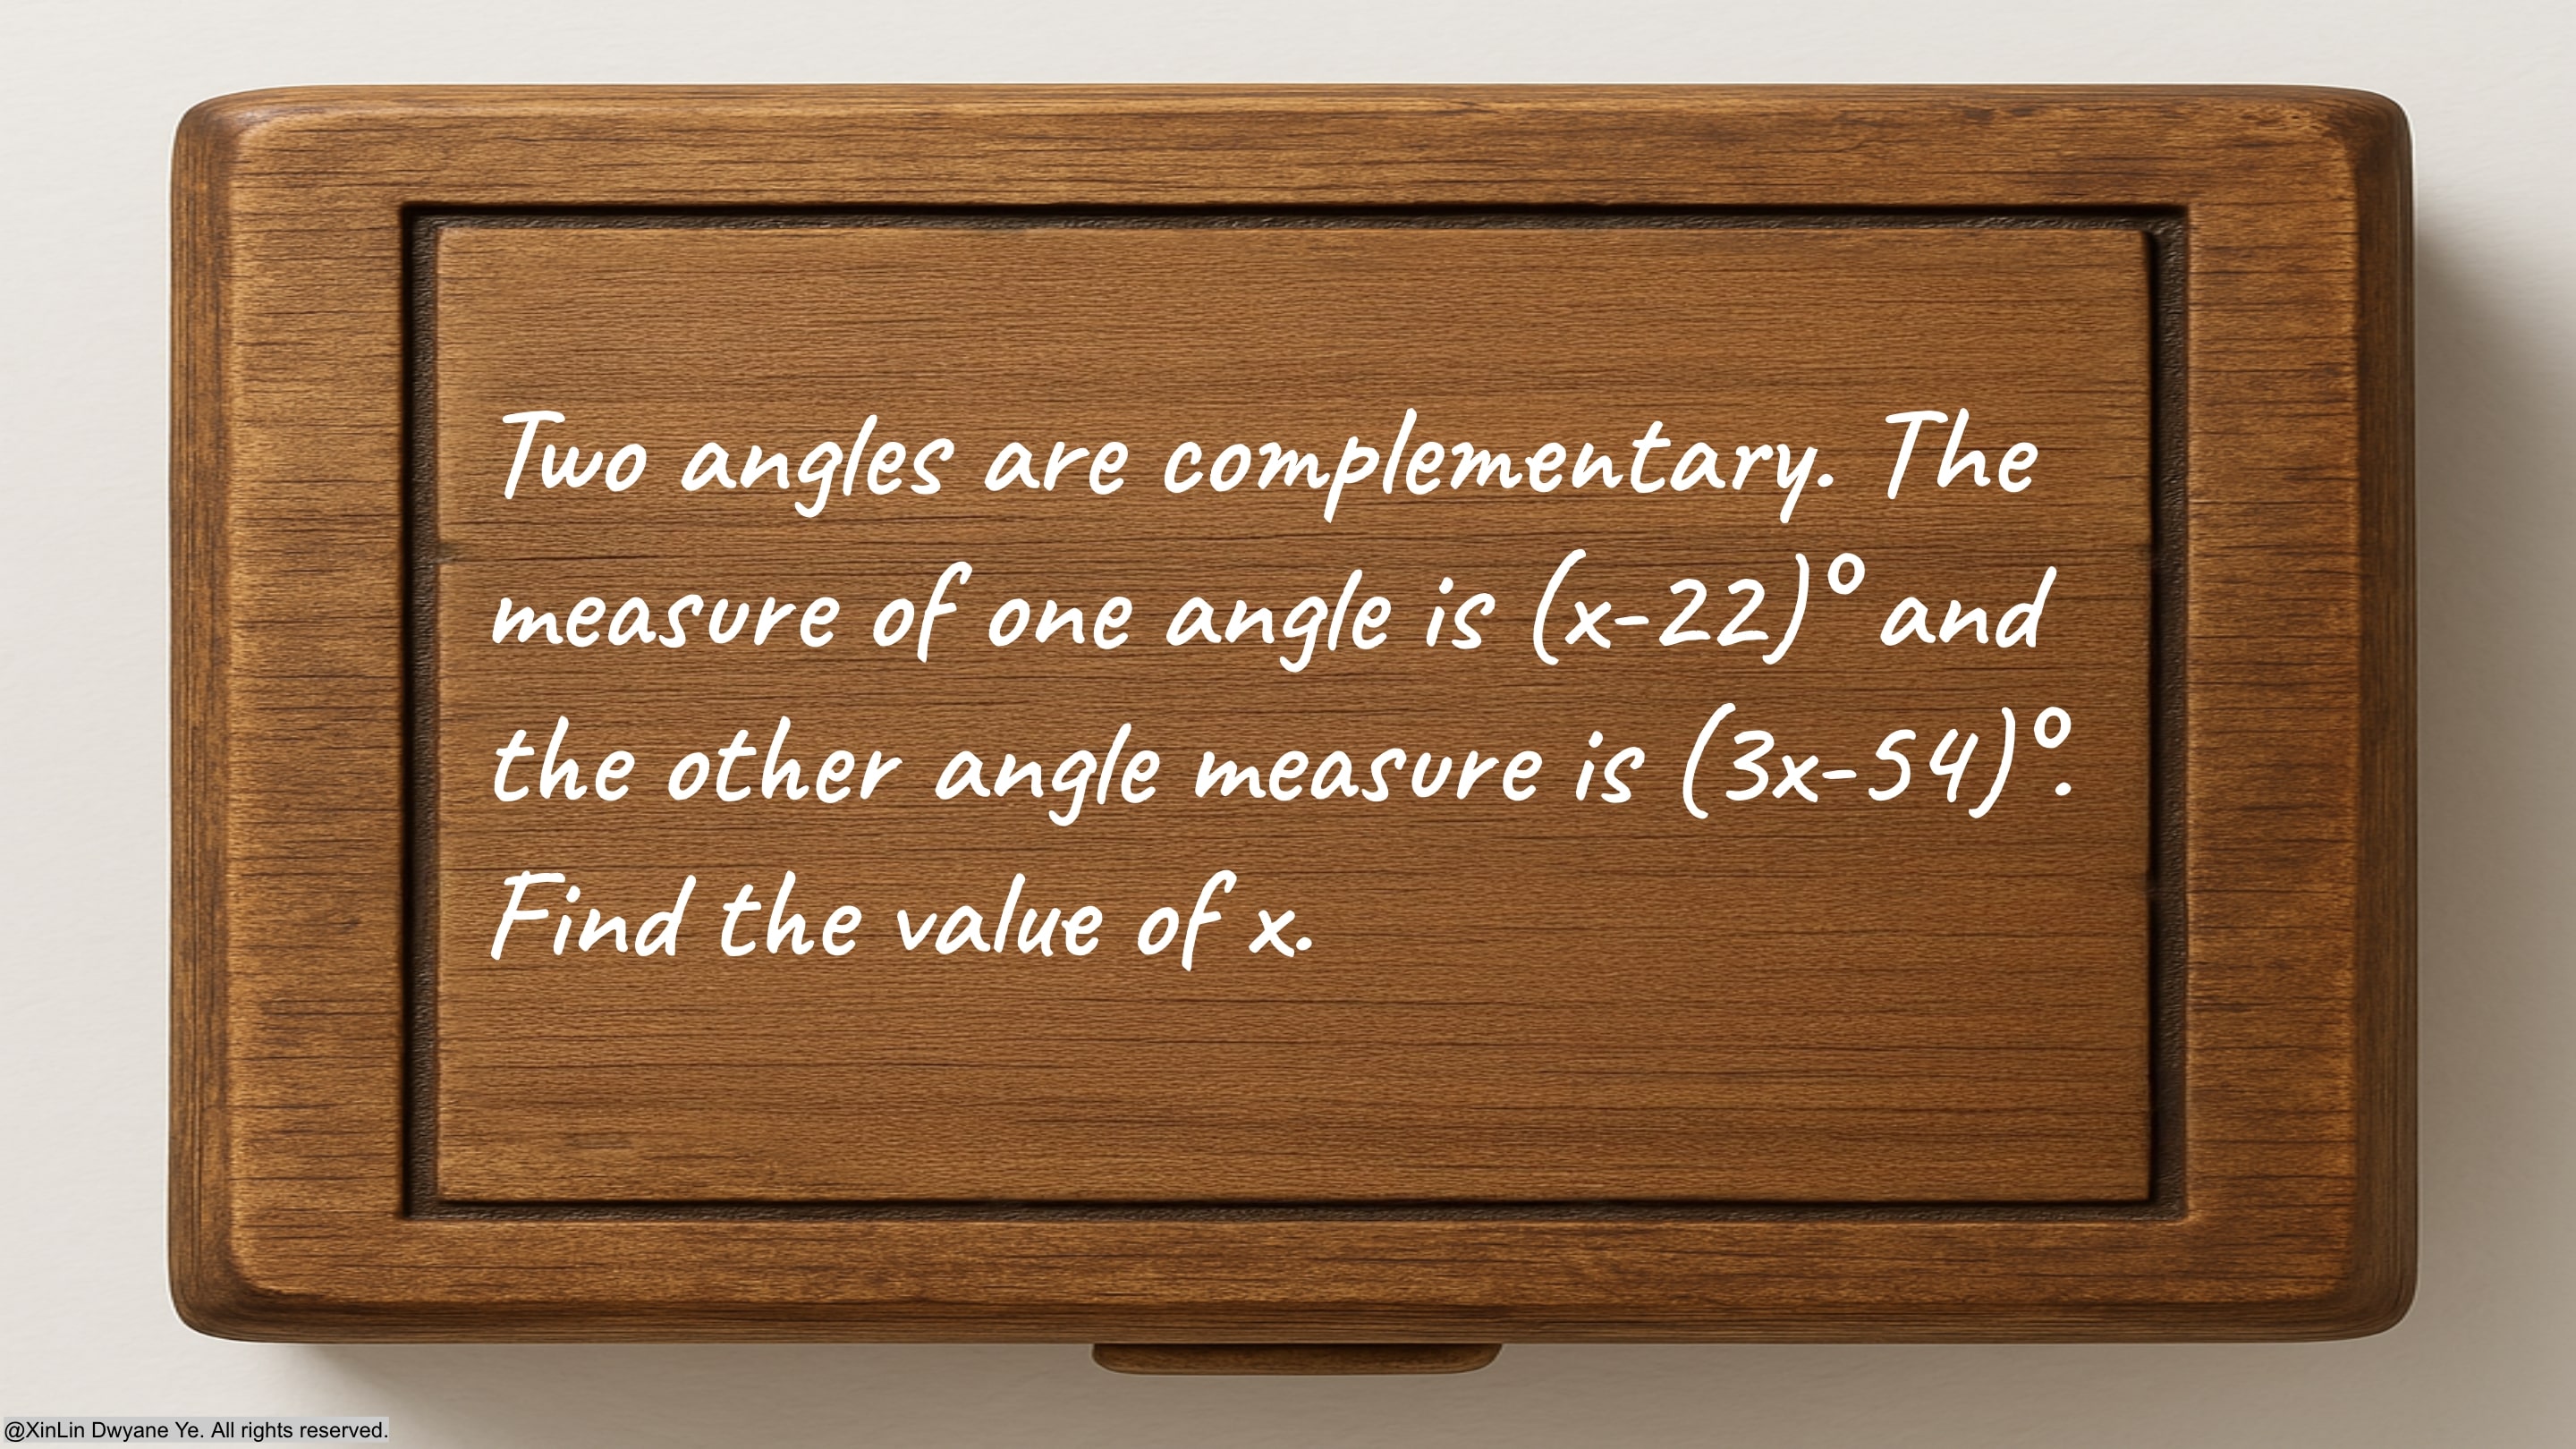 Two angles are complementary. The
measure of one angle is (x-22)° and
the other angle measure is (3x-54)°.
Find the value of x.
@XinLin Dwyane Ye. All rights reserved.